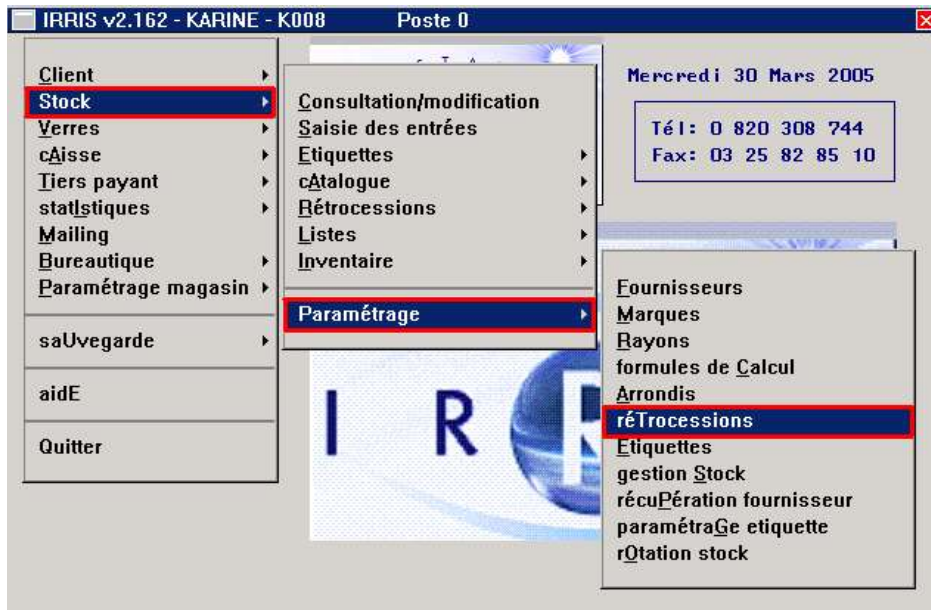 IRRIS v2.162 - KARINE - K008 Poste 0
Client
Stock
Verres
cAisse
Tiers payant
statIstiques
Mailing
Bureautique
Paramétrage magasin
saUvegarde
aidE
Quitter
Consultation/modification
Saisie des entrées
Etiquettes
cAtalogue
Rétrocessions
Listes
Inventaire
Paramétrage
Mercredi 30 Mars 2005
Tél: 0 820 308 744
Fax: 03 25 82 85 10
Fournisseurs
Marques
Rayons
formules de Calcul
Arrondis
réTrocessions
Etiquettes
gestion Stock
récuPération fournisseur
paramétraGe etiquette
rOtation stock
I R R